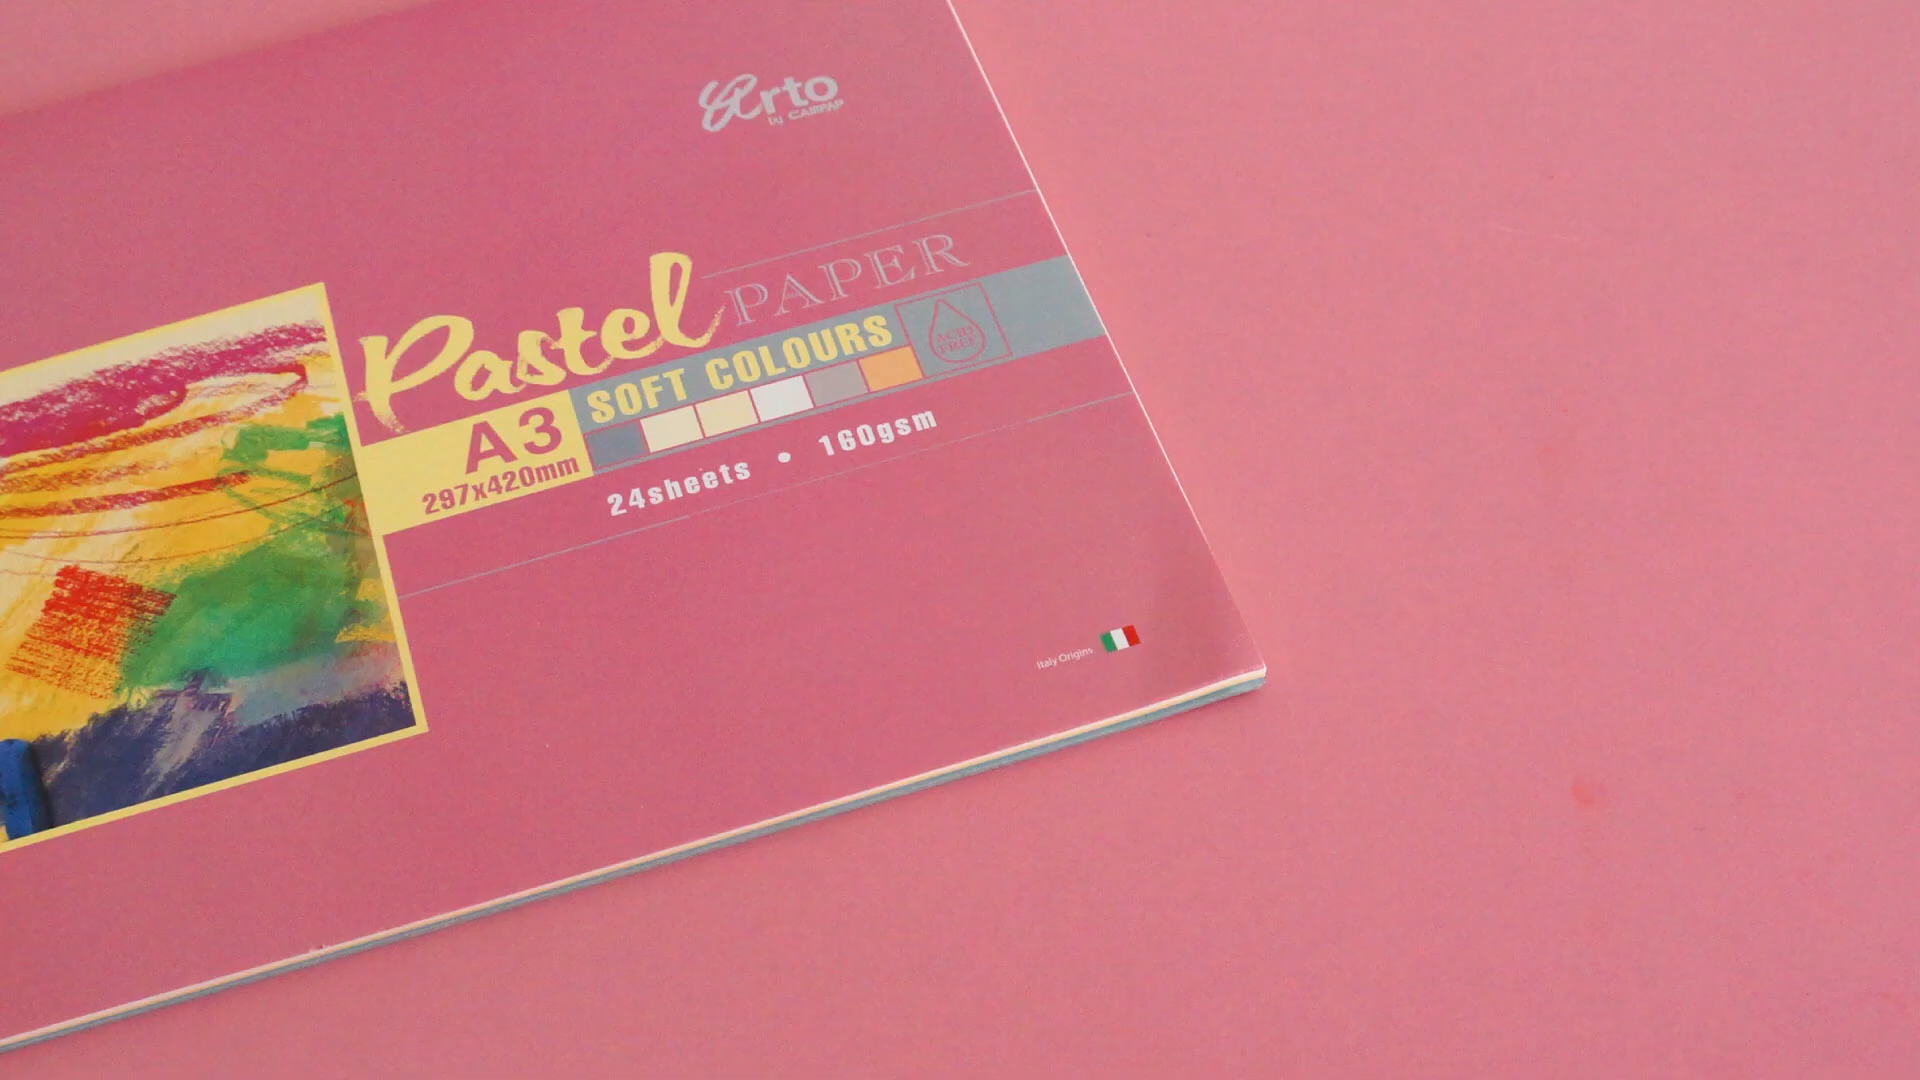 Arto
by CAMPAP
Pastel PAPER
SOFT COLOURS
ACID
FREE
A3
297x420mm
24sheets • 160gsm
Italy Origins